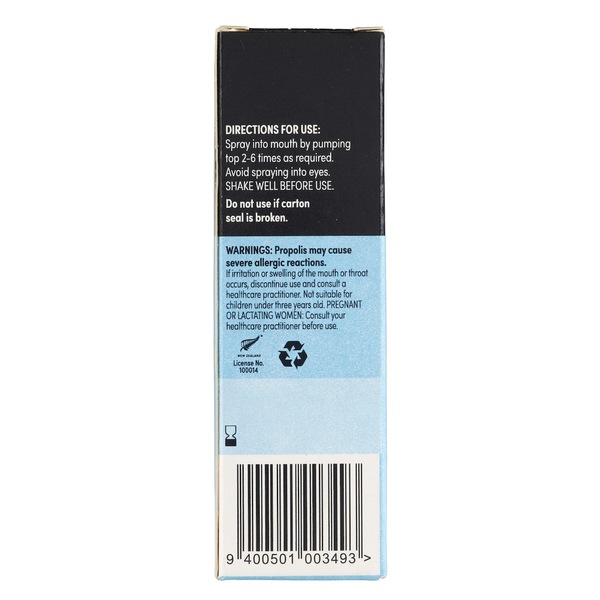 DIRECTIONS FOR USE:
Spray into mouth by pumping
top 2-6 times as required.
Avoid spraying into eyes.
SHAKE WELL BEFORE USE.
Do not use if carton
seal is broken.
WARNINGS: Propolis may cause
severe allergic reactions.
If irritation or swelling of the mouth or throat
occurs, discontinue use and consult a
healthcare practitioner. Not suitable for
children under three years old. PREGNANT
OR LACTATING WOMEN: Consult your
healthcare practitioner before use.
NEW ZEALAND
License No.
100014
9 400501 003493 >